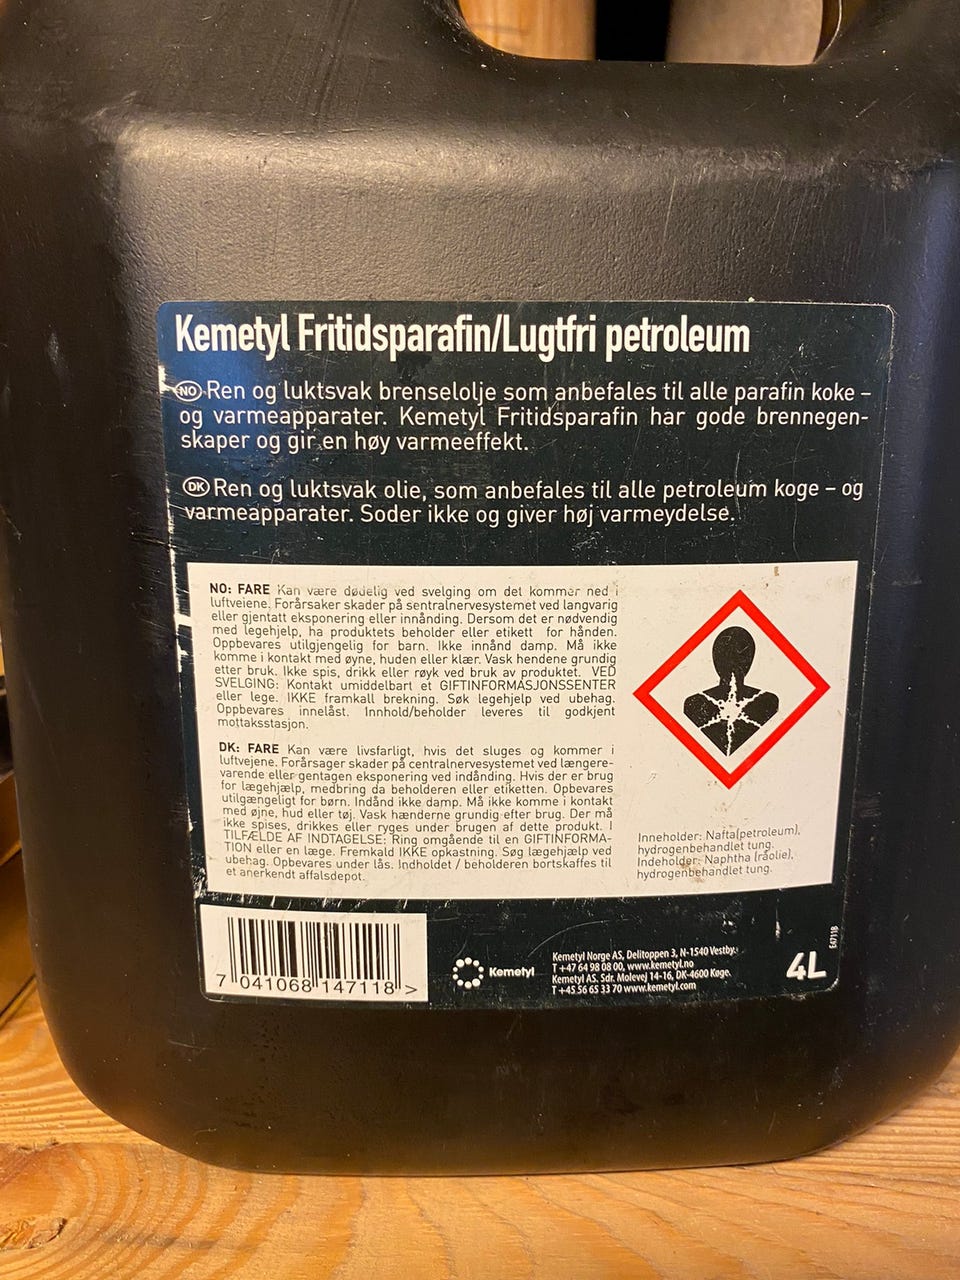 Kemetyl Fritidsparafin/Lugtfri petroleum
NO Ren og luktsvak brenselolje som anbefales til alle parafin koke –
og varmeapparater. Kemetyl Fritidsparafin har gode brennegen-
skaper og gir en høy varmeeffekt.
DK Ren og luktsvak olie, som anbefales til alle petroleum koge – og
varmeapparater. Soder ikke og giver høj varmeydelse.
NO: FARE Kan være dødelig ved svelging om det kommer ned i
luftveiene. Forårsaker skader på sentralnervesystemet ved langvarig
eller gjentatt eksponering eller innånding. Dersom det er nødvendig
med legehjelp, ha produktets beholder eller etikett for hånden.
Oppbevares utilgjengelig for barn. Ikke innånd damp. Må ikke
komme i kontakt med øyne, huden eller klær. Vask hendene grundig
etter bruk. Ikke spis, drikk eller røyk ved bruk av produktet. VED
SVELGING: Kontakt umiddelbart et GIFTINFORMASJONSSENTER
eller lege. IKKE framkall brekning. Søk legehjelp ved ubehag.
Oppbevares innelåst. Innhold/beholder leveres til godkjent
mottaksstasjon.
DK: FARE Kan være livsfarligt, hvis det sluges og kommer i
luftvejene. Forårsager skader på centralnervesystemet ved længere-
varende eller gentagen eksponering ved indånding. Hvis der er brug
for lægehjælp, medbring da beholderen eller etiketten. Opbevares
utilgængeligt for børn. Indånd ikke damp. Må ikke komme i kontakt
med øjne, hud eller tøj. Vask hænderne grundig efter brug. Der må
ikke spises, drikkes eller ryges under brugen af dette produkt. I
TILFÆLDE AF INDTAGELSE: Ring omgående til en GIFTINFORMA-
TION eller en læge. Fremkald IKKE opkastning. Søg lægehjælp ved
ubehag. Opbevares under lås. Indholdet / beholderen bortskaffes til
et anerkendt affalsdepot.
Inneholder: Nafta(petroleum),
hydrogenbehandlet tung.
Indeholder: Naphtha (råolie),
hydrogenbehandlet tung.
7 041068 147118 >
Kemetyl
Kemetyl Norge AS, Delitoppen 3, N-1540 Vestby.
T +47 64 98 08 00, www.kemetyl.no
Kemetyl AS. Sdr. Molevej 14-16, DK-4600 Køge.
T +45 56 65 33 70 www.kemetyl.com
4L
E47118